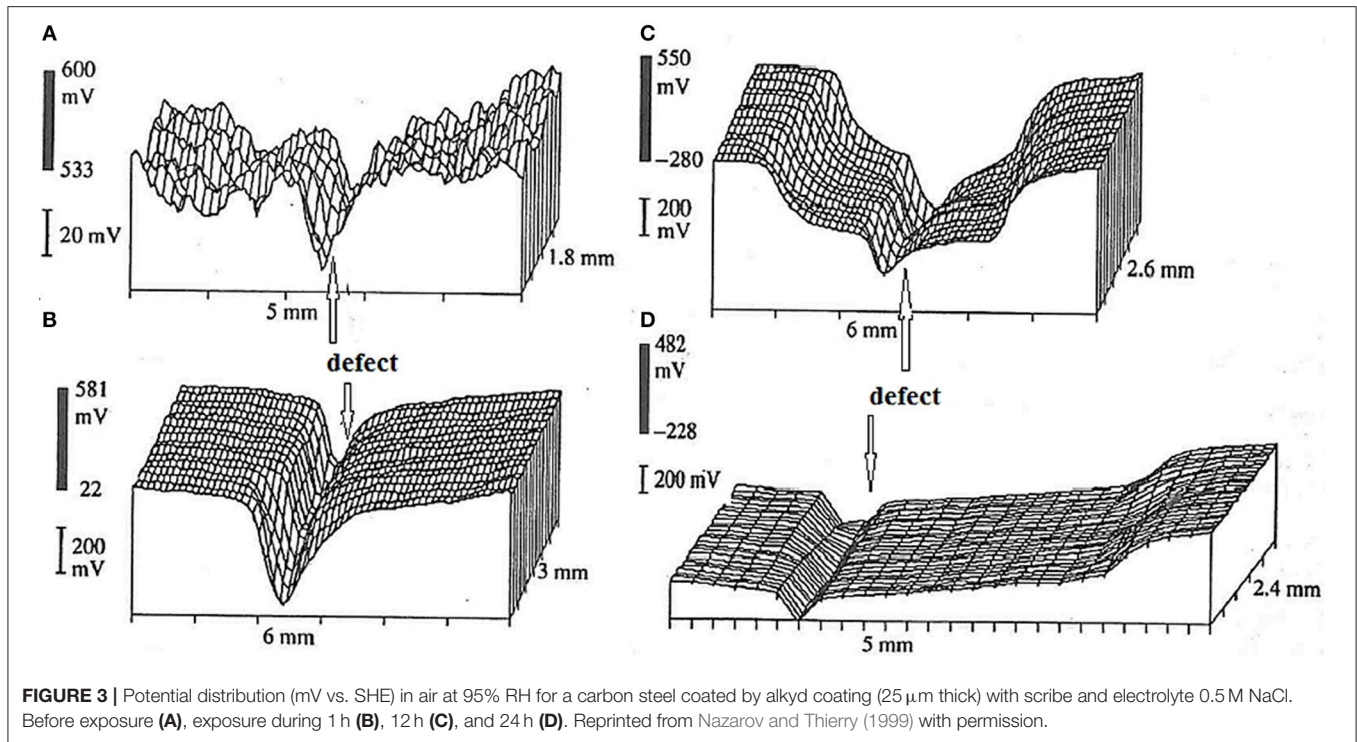 A
600
mV
533
20 mV
1.8 mm
5 mm
C
550
mV
−280
200
mV
2.6 mm
6 mm
B
defect
581
mV
22
200
mV
3 mm
6 mm
D
482
mV
−228
200 mV
defect
2.4 mm
5 mm
FIGURE 3 | Potential distribution (mV vs. SHE) in air at 95% RH for a carbon steel coated by alkyd coating (25 μm thick) with scribe and electrolyte 0.5 M NaCl.
Before exposure (A), exposure during 1 h (B), 12 h (C), and 24 h (D). Reprinted from Nazarov and Thierry (1999) with permission.